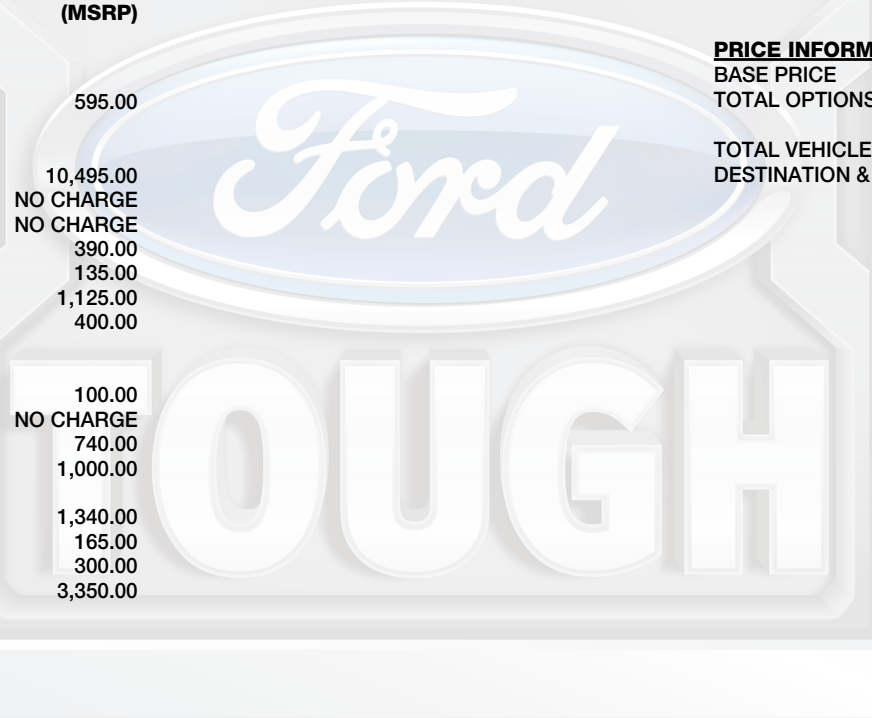 (MSRP)
595.00
10,495.00
NO CHARGE
NO CHARGE
390.00
135.00
1,125.00
400.00
100.00
NO CHARGE
740.00
1,000.00
1,340.00
165.00
300.00
3,350.00
PRICE INFORM
BASE PRICE
TOTAL OPTIONS
TOTAL VEHICLE
DESTINATION &
Ford
TOUGH